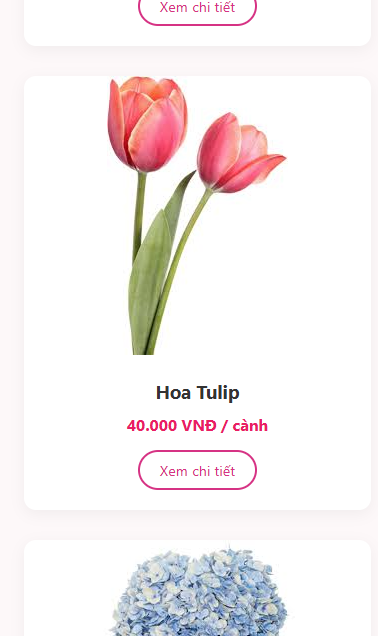 Xem chi tiết
Hoa Tulip
40.000 VNĐ / cành
Xem chi tiết